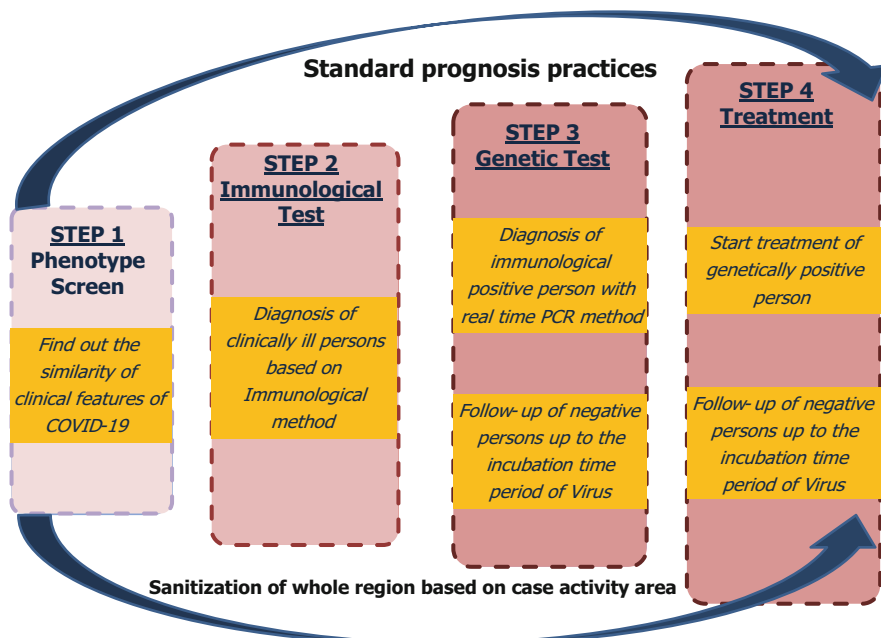 Standard prognosis practices
STEP 1
Phenotype
Screen
Find out the
similarity of
clinical features of
COVID-19
STEP 2
Immunological
Test
Diagnosis of
clinically ill persons
based on
Immunological
method
STEP 3
Genetic Test
Diagnosis of
immunological
positive person with
real time PCR method
Follow-up of negative
persons up to the
incubation time
period of Virus
STEP 4
Treatment
Start treatment of
genetically positive
person
Follow-up of negative
persons up to the
incubation time
period of Virus
Sanitization of whole region based on case activity area